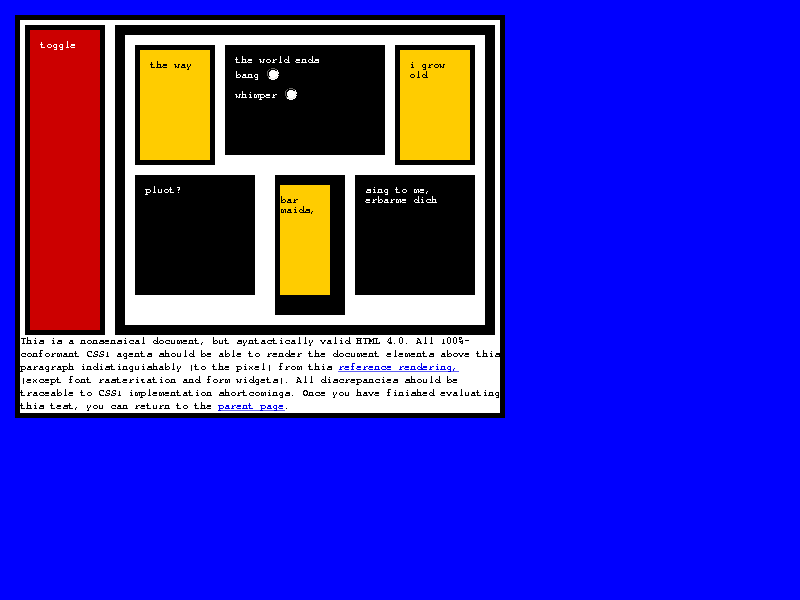 toggle
the way
the world ends
bang
whimper
i grow
old
pluot?
bar
maids,
sing to me,
erbarme dich
This is a nonsensical document, but syntactically valid HTML 4.0. All 100%-
conformant CSS1 agents should be able to render the document elements above this
paragraph indistinguishably (to the pixel) from this reference rendering,
(except font rasterization and form widgets). All discrepancies should be
traceable to CSS1 implementation shortcomings. Once you have finished evaluating
this test, you can return to the parent page.